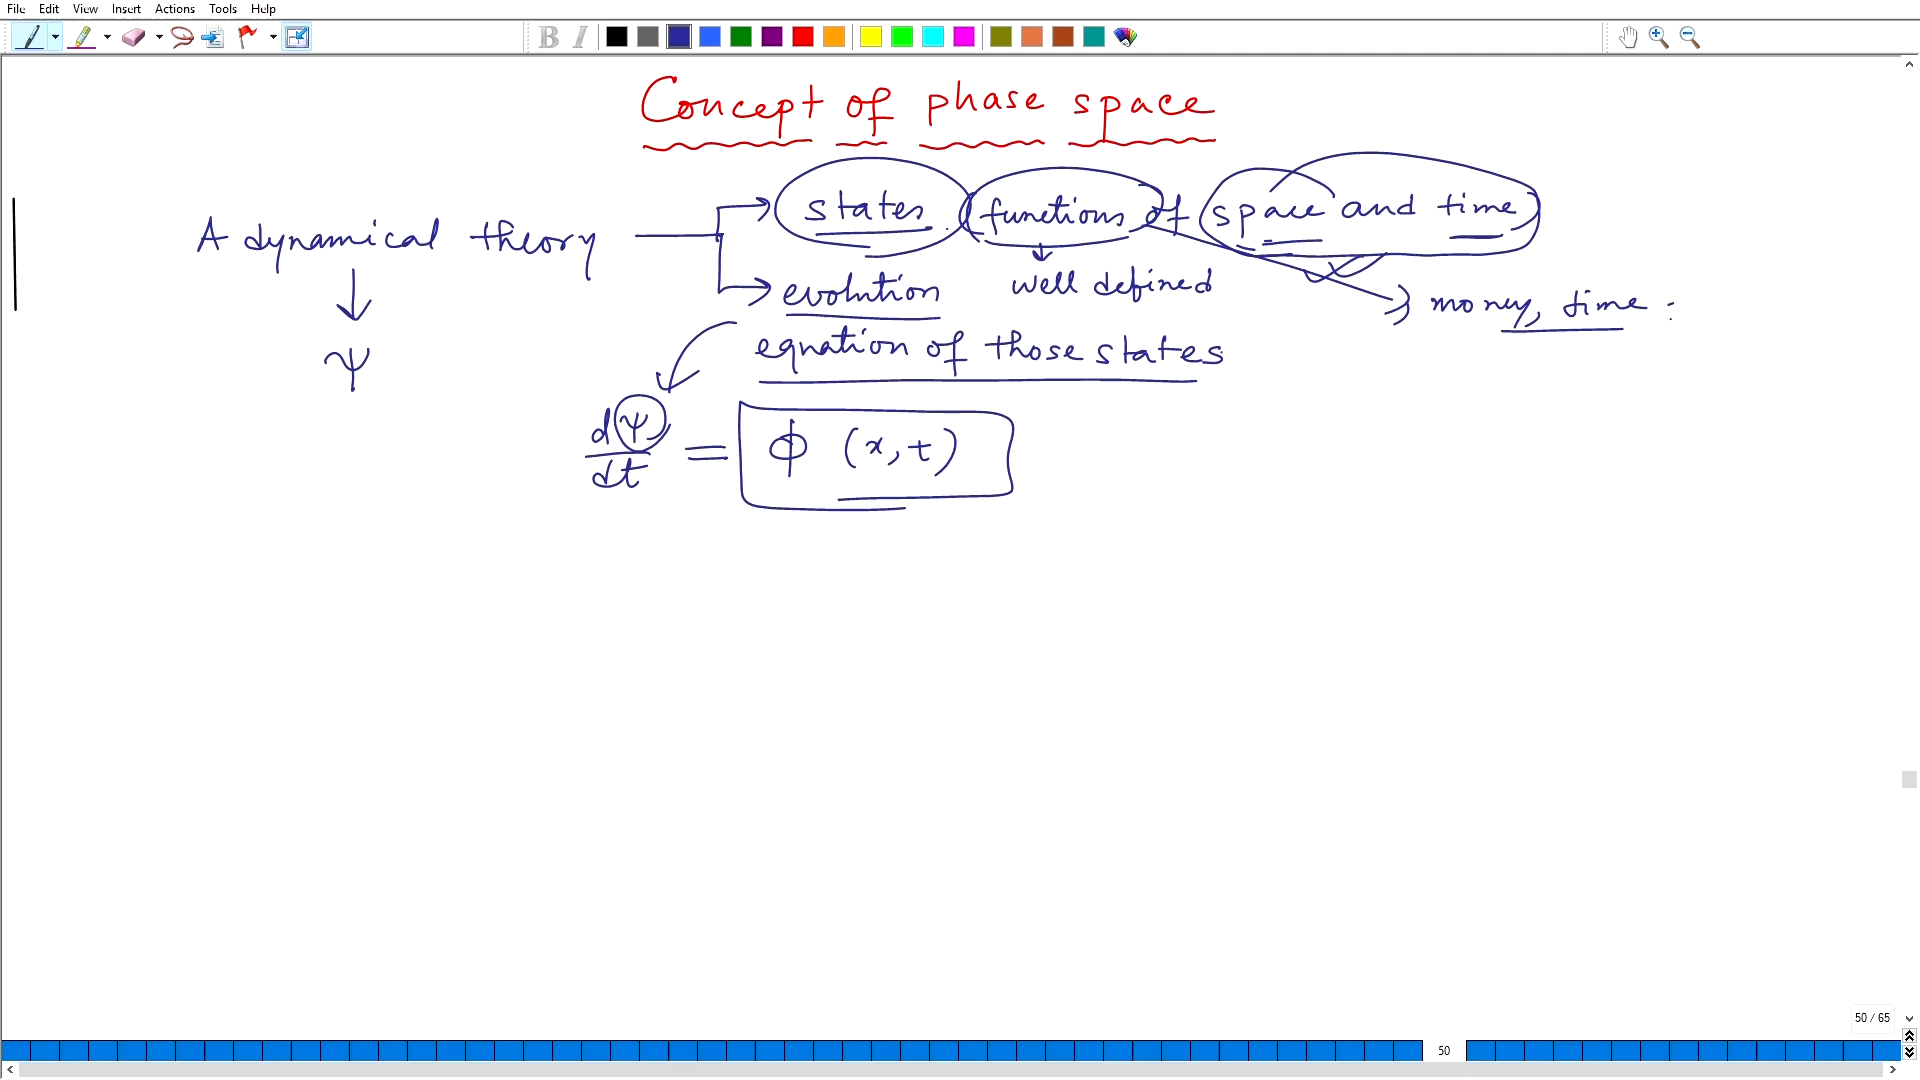 File Edit View Insert Actions Tools Help
B I
Concept of phase space
A dynamical theory
states (functions of space and time)
well defined
evolution
money, time :
equation of those states
ψ
dψ/dt = ϕ (x, t)
50 / 65
50